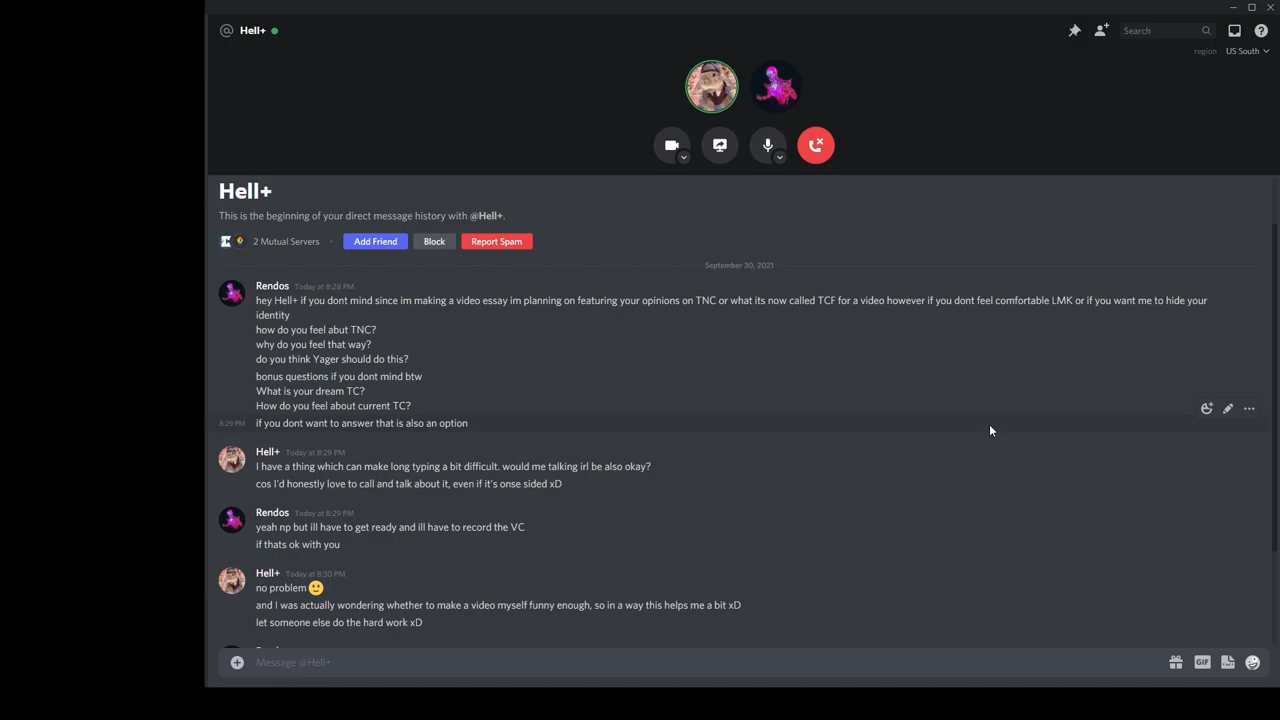 Hell+
Search
region US South
Hell+
This is the beginning of your direct message history with @Hell+.
2 Mutual Servers
Add Friend
Block
Report Spam
September 30, 2021
Rendos Today at 8:28 PM
hey Hell+ if you dont mind since im making a video essay im planning on featuring your opinions on TNC or what its now called TCF for a video however if you dont feel comfortable LMK or if you want me to hide your
identity
how do you feel abut TNC?
why do you feel that way?
do you think Yager should do this?
bonus questions if you dont mind btw
What is your dream TC?
How do you feel about current TC?
8:29 PM if you dont want to answer that is also an option
Hell+ Today at 8:29 PM
I have a thing which can make long typing a bit difficult. would me talking irl be also okay?
cos I'd honestly love to call and talk about it, even if it's onse sided xD
Rendos Today at 8:29 PM
yeah np but ill have to get ready and ill have to record the VC
if thats ok with you
Hell+ Today at 8:30 PM
no problem 🙂
and I was actually wondering whether to make a video myself funny enough, so in a way this helps me a bit xD
let someone else do the hard work xD
Message @Hell+
GIF